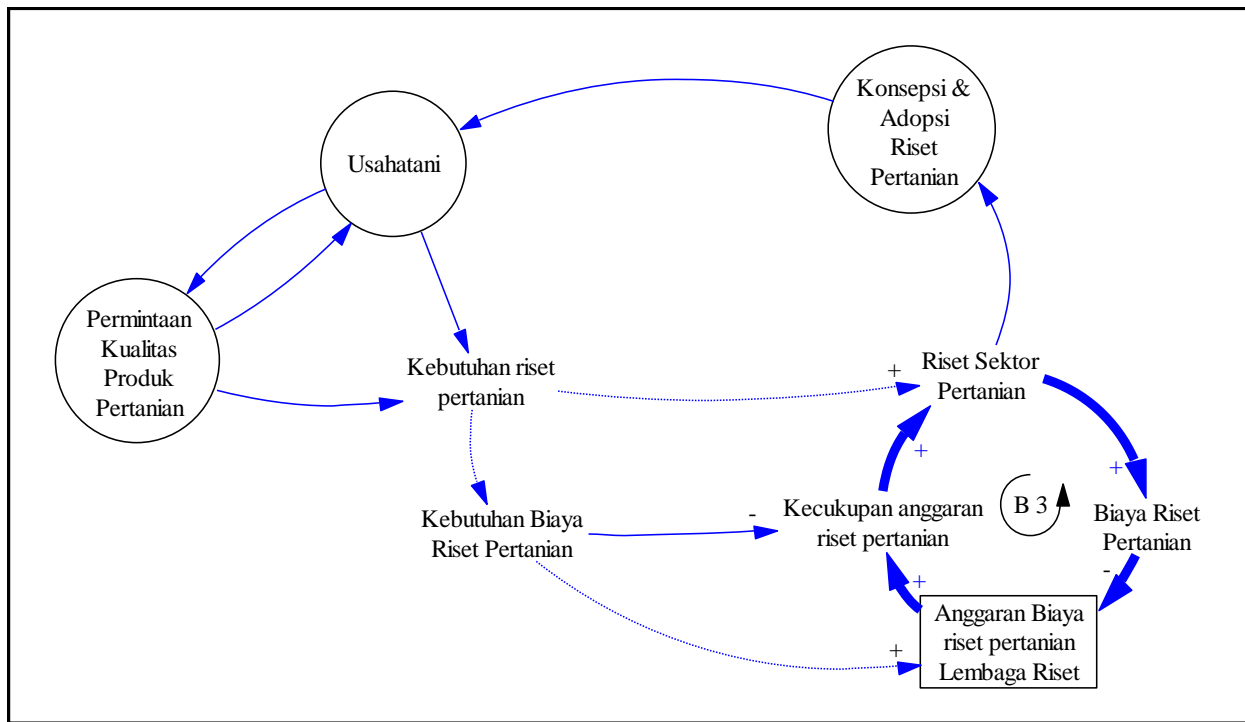 Konsepsi &
Adopsi
Riset
Pertanian
Usahatani
Permintaan
Kualitas
Produk
Pertanian
Kebutuhan riset
pertanian
+
Riset Sektor
Pertanian
+
+
Kebutuhan Biaya
Riset Pertanian
-
Kecukupan anggaran
riset pertanian
B 3
Biaya Riset
Pertanian
-
+
+
Anggaran Biaya
riset pertanian
Lembaga Riset